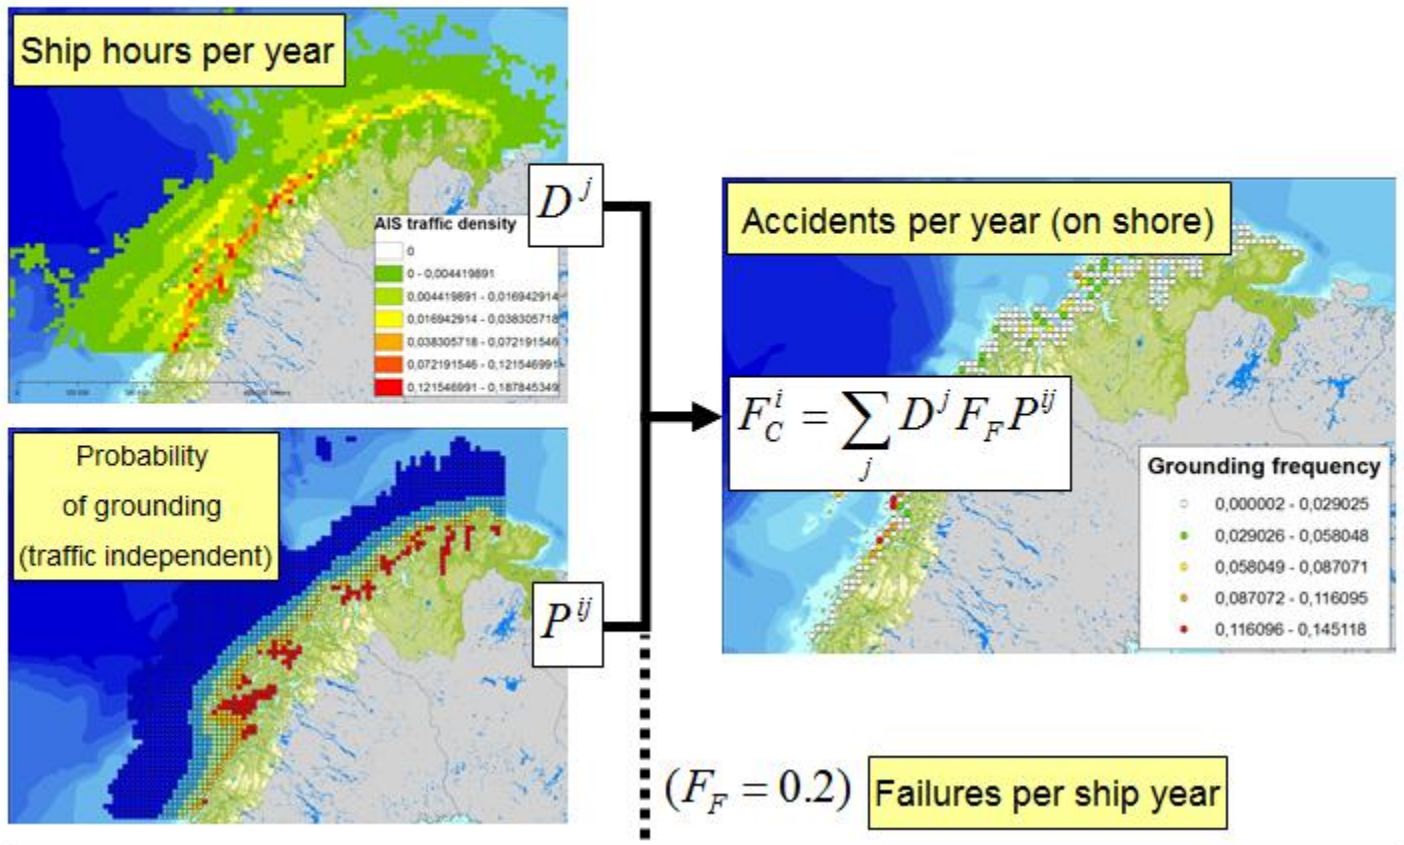 Ship hours per year
D^j
AIS traffic density
0
0 - 0,004419891
0,004419891 - 0,016942914
0,016942914 - 0,038305718
0,038305718 - 0,072191546
0,072191546 - 0,121546991
0,121546991 - 0,187845349
Probability
of grounding
(traffic independent)
P^{ij}
Accidents per year (on shore)
F_C^i = \sum_j D^j F_F P^{ij}
Grounding frequency
0,000002 - 0,029025
0,029026 - 0,058048
0,058049 - 0,087071
0,087072 - 0,116095
0,116096 - 0,145118
(F_F = 0.2) Failures per ship year